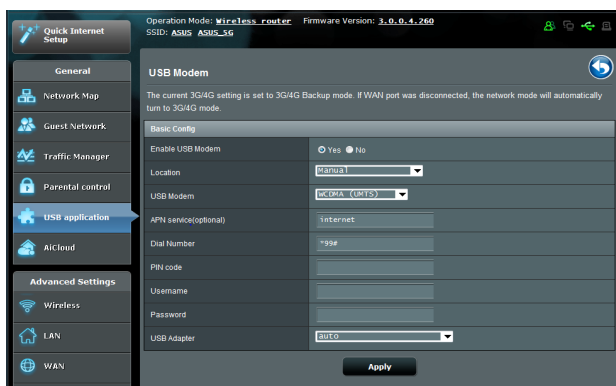 Quick Internet
Setup
Operation Mode: Wireless router Firmware Version: 3.0.0.4.260
SSID: ASUS ASUS_5G
General
Network Map
Guest Network
Traffic Manager
Parental control
USB application
AiCloud
Advanced Settings
Wireless
LAN
WAN
USB Modem
The current 3G/4G setting is set to 3G/4G Backup mode. If WAN port was disconnected, the network mode will automatically
turn to 3G/4G mode.
Basic Config
Enable USB Modem Yes No
Location Manual
USB Modem WCDMA (UMTS)
APN service(optional) internet
Dial Number *99#
PIN code
Username
Password
USB Adapter auto
Apply